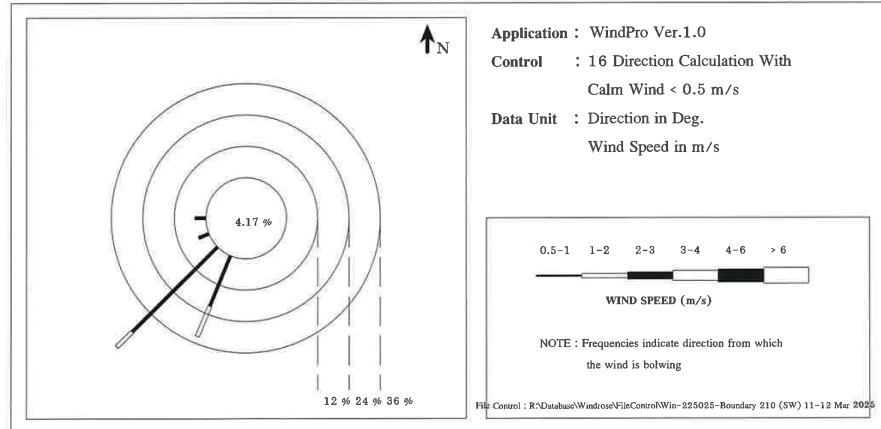 N
4.17 %
12 % 24 % 36 %
Application : WindPro Ver.1.0
Control : 16 Direction Calculation With
Calm Wind < 0.5 m/s
Data Unit : Direction in Deg.
Wind Speed in m/s
0.5-1 1-2 2-3 3-4 4-6 > 6
WIND SPEED (m/s)
NOTE : Frequencies indicate direction from which
the wind is bolwing
File Control : R:\Database\Windrose\FileControl\Win-225025-Boundary 210 (SW) 11-12 Mar 2025